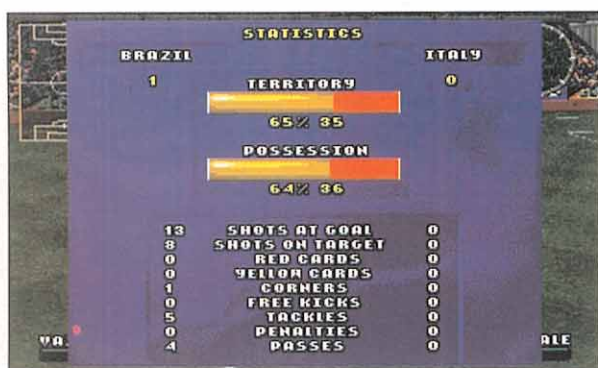 STATISTICS
BRAZIL ITALY
1 0
TERRITORY
65% 35
POSSESSION
64% 36
13 SHOTS AT GOAL 0
8 SHOTS ON TARGET 0
0 RED CARDS 0
0 YELLOW CARDS 0
1 CORNERS 0
0 FREE KICKS 0
5 TACKLES 0
0 PENALTIES 0
4 PASSES 0